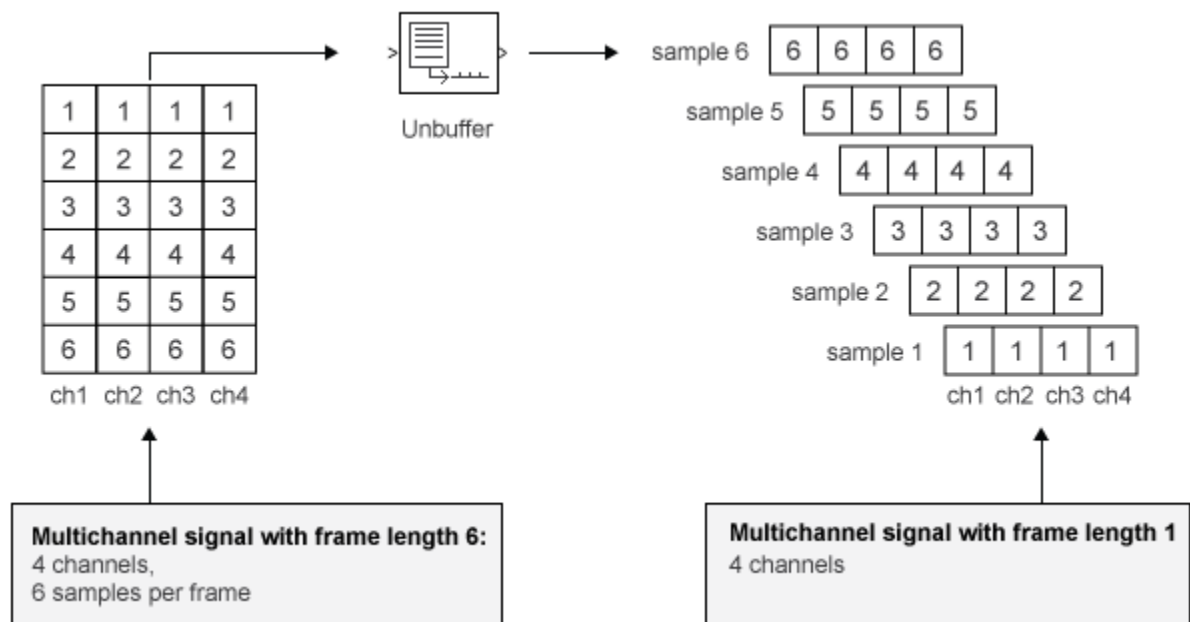 1 1 1 1
2 2 2 2
3 3 3 3
4 4 4 4
5 5 5 5
6 6 6 6
ch1 ch2 ch3 ch4
Unbuffer
sample 6 6 6 6 6
sample 5 5 5 5 5
sample 4 4 4 4 4
sample 3 3 3 3 3
sample 2 2 2 2 2
sample 1 1 1 1 1
ch1 ch2 ch3 ch4
Multichannel signal with frame length 6:
4 channels,
6 samples per frame
Multichannel signal with frame length 1
4 channels